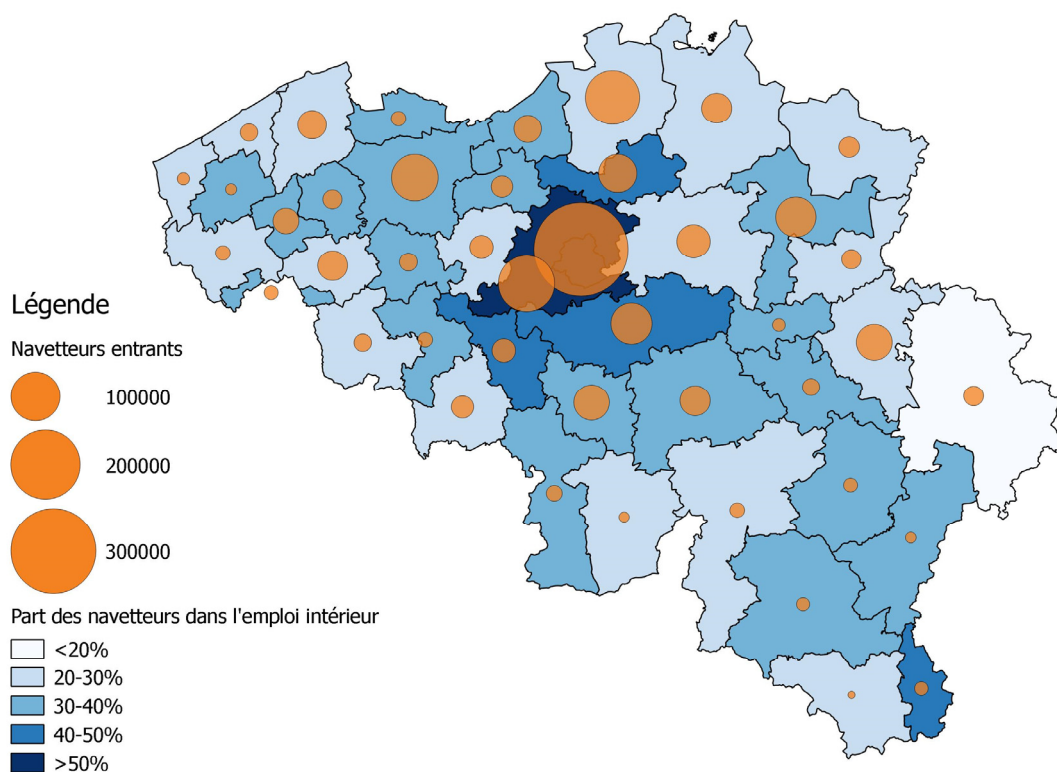 Légende
Navetteurs entrants
100000
200000
300000
Part des navetteurs dans l'emploi intérieur
<20%
20-30%
30-40%
40-50%
>50%